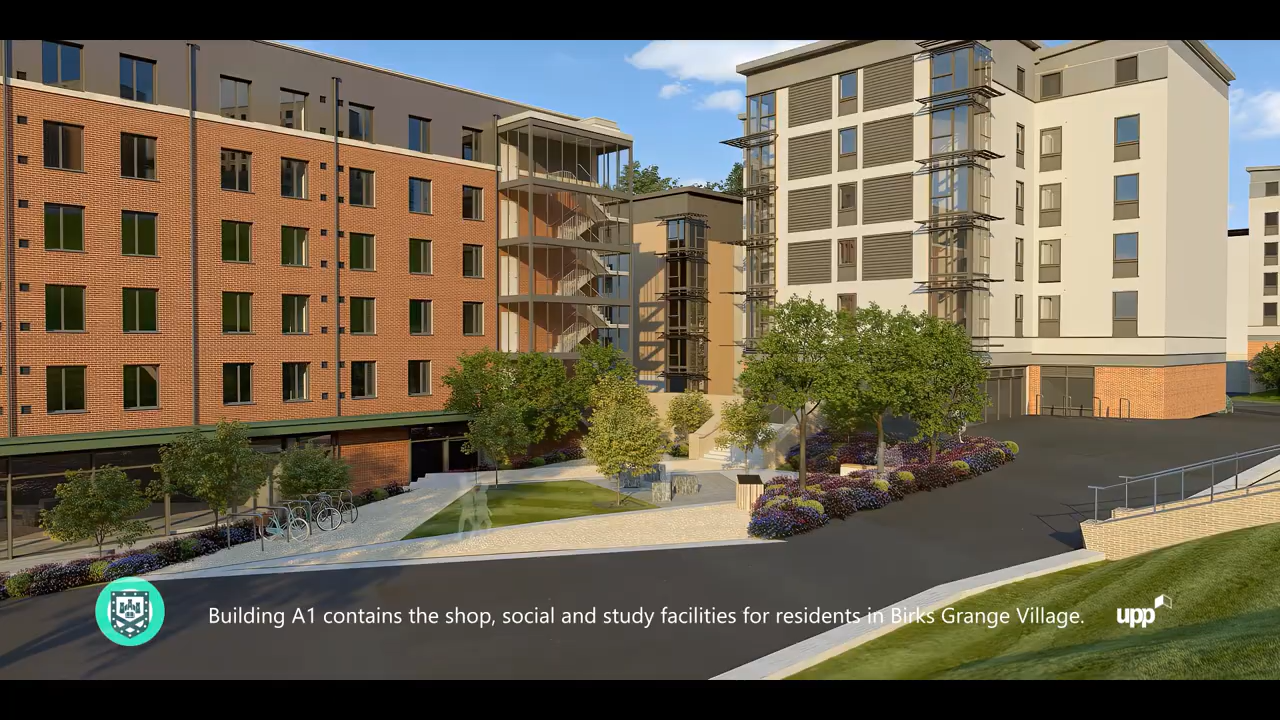 Building A1 contains the shop, social and study facilities for residents in Birks Grange Village.
upp